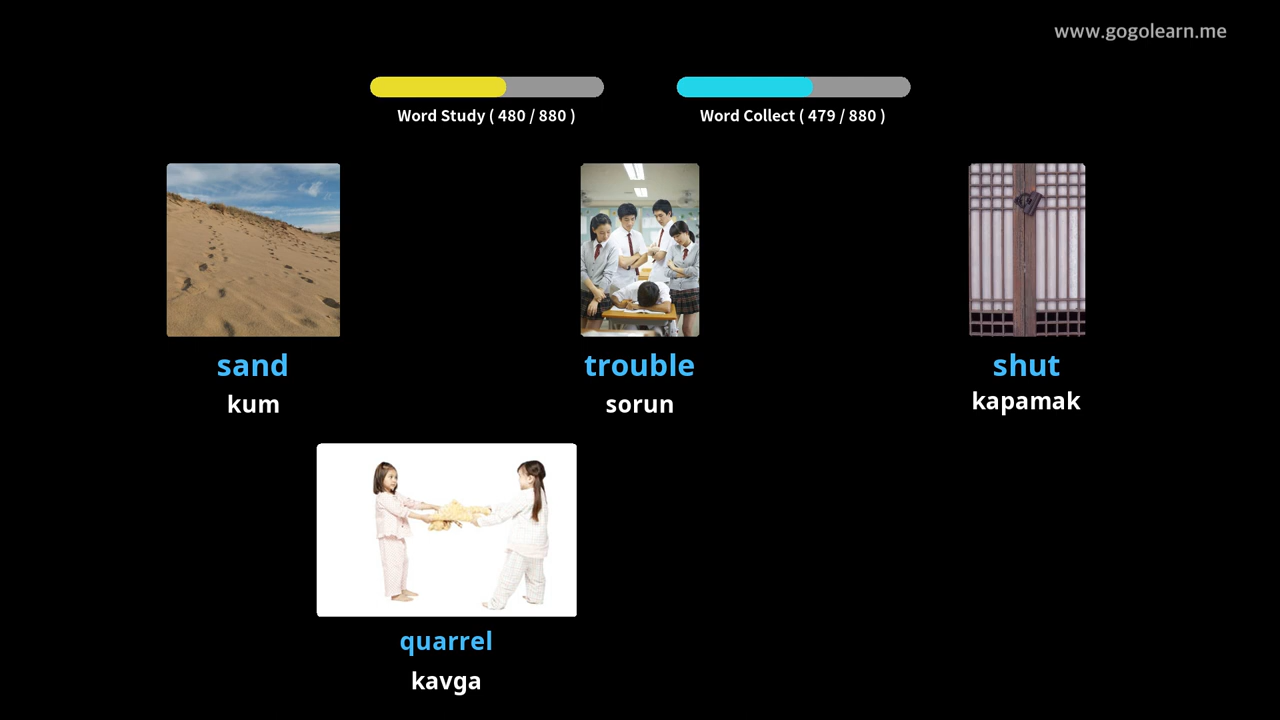 www.gogolearn.me
Word Study ( 480 / 880 )
Word Collect ( 479 / 880 )
sand
kum
trouble
sorun
shut
kapamak
quarrel
kavga